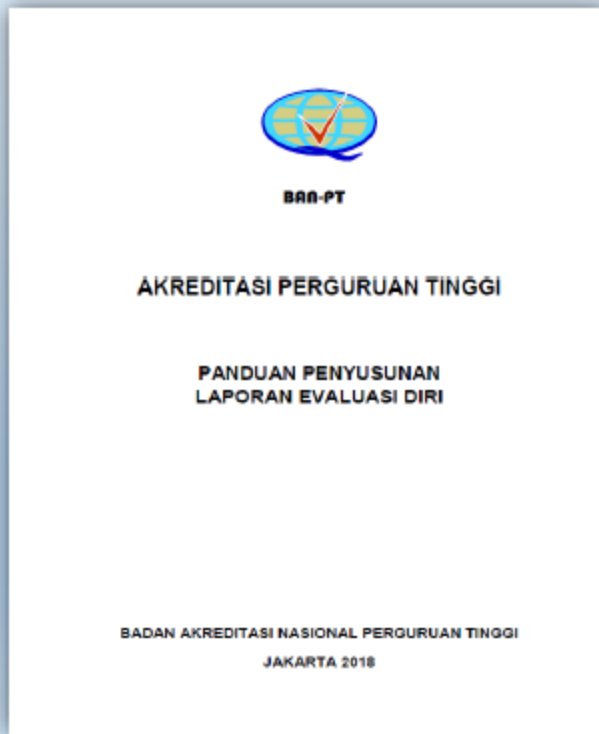 BAN-PT
AKREDITASI PERGURUAN TINGGI
PANDUAN PENYUSUNAN
LAPORAN EVALUASI DIRI
BADAN AKREDITASI NASIONAL PERGURUAN TINGGI
JAKARTA 2018